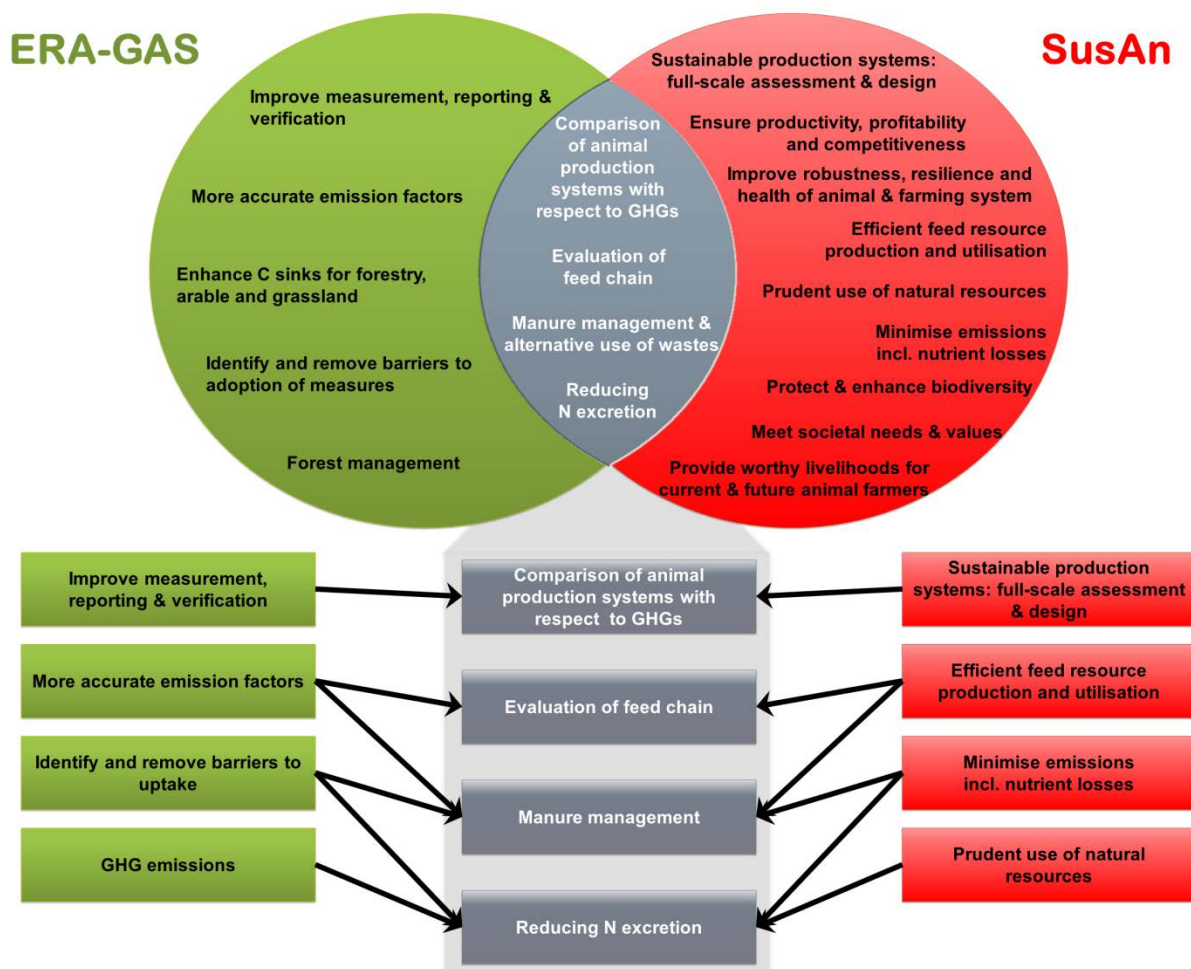 ERA-GAS
SusAn
Improve measurement, reporting &
verification
More accurate emission factors
Enhance C sinks for forestry,
arable and grassland
Identify and remove barriers to
adoption of measures
Forest management
Comparison
of animal
production
systems with
respect to GHGs
Evaluation of
feed chain
Manure management &
alternative use of wastes
Reducing
N excretion
Sustainable production systems:
full-scale assessment & design
Ensure productivity, profitability
and competitiveness
Improve robustness, resilience and
health of animal & farming system
Efficient feed resource
production and utilisation
Prudent use of natural resources
Minimise emissions
incl. nutrient losses
Protect & enhance biodiversity
Meet societal needs & values
Provide worthy livelihoods for
current & future animal farmers
Improve measurement,
reporting & verification
More accurate emission factors
Identify and remove barriers to
uptake
GHG emissions
Comparison of animal
production systems with
respect to GHGs
Evaluation of feed chain
Manure management
Reducing N excretion
Sustainable production
systems: full-scale assessment
& design
Efficient feed resource
production and utilisation
Minimise emissions
incl. nutrient losses
Prudent use of natural
resources